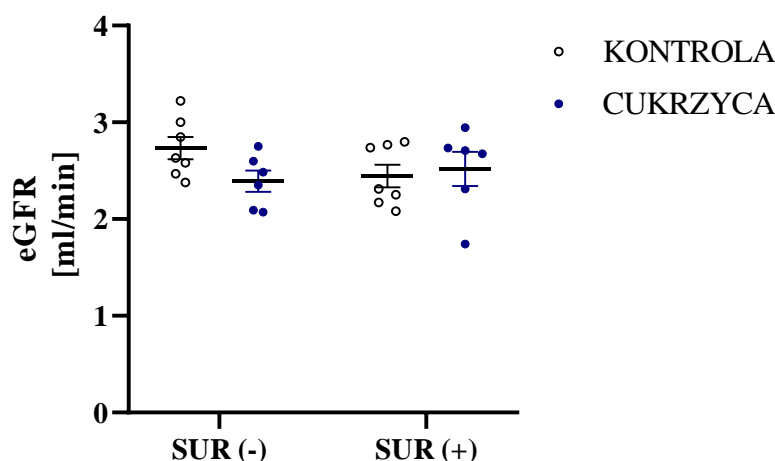 4
3
2
1
0
eGFR
[ml/min]
SUR (-)
SUR (+)
KONTROLA
CUKRZYCA